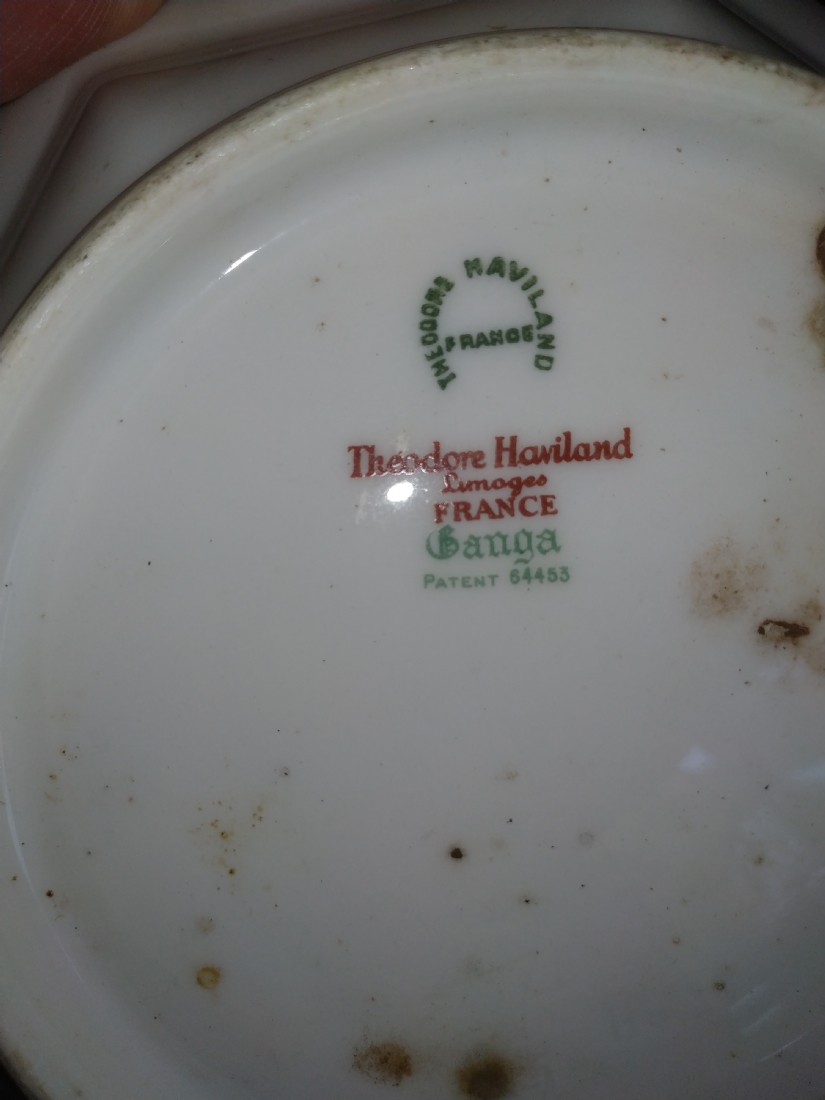 THEODORE HAVILAND
FRANCE
Theodore Haviland
Limoges
FRANCE
Ganga
PATENT 64453